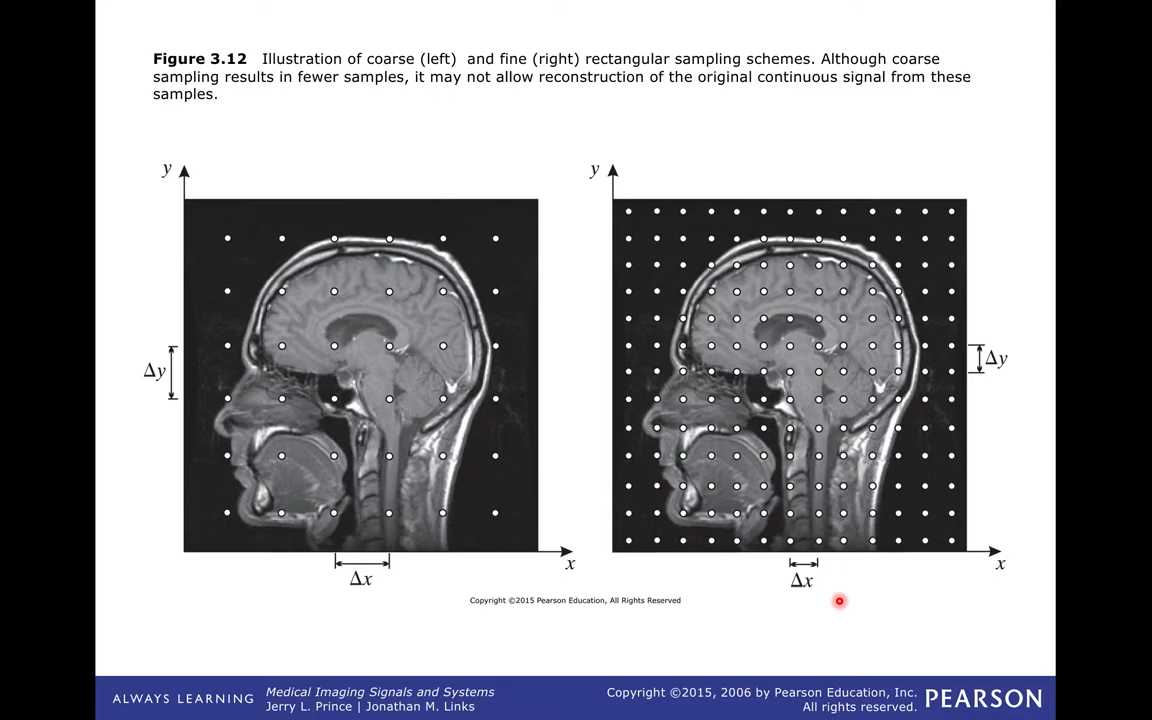 Figure 3.12 Illustration of coarse (left) and fine (right) rectangular sampling schemes. Although coarse
sampling results in fewer samples, it may not allow reconstruction of the original continuous signal from these
samples.
y
Δy
Δx
x
y
Δy
Δx
x
Copyright ©2015 Pearson Education, All Rights Reserved
ALWAYS LEARNING
Medical Imaging Signals and Systems
Jerry L. Prince | Jonathan M. Links
Copyright ©2015, 2006 by Pearson Education, Inc.
All rights reserved.
PEARSON